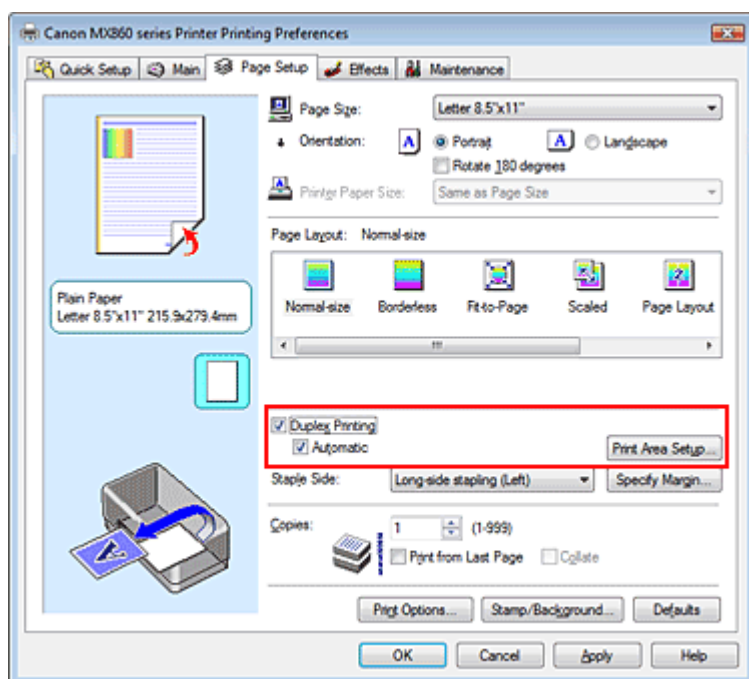 Canon MX860 series Printer Printing Preferences
Quick Setup Main Page Setup Effects Maintenance
Page Size: Letter 8.5"x11"
Orientation: A Portrait A Landscape
Rotate 180 degrees
Printer Paper Size: Same as Page Size
Page Layout: Normal-size
Normal-size Borderless Fit-to-Page Scaled Page Layout
Plain Paper
Letter 8.5"x11" 215.9x279.4mm
Duplex Printing
Automatic Print Area Setup...
Staple Side: Long-side stapling (Left) Specify Margin...
Copies: 1 (1-999)
Print from Last Page Collate
Print Options... Stamp/Background... Defaults
OK Cancel Apply Help